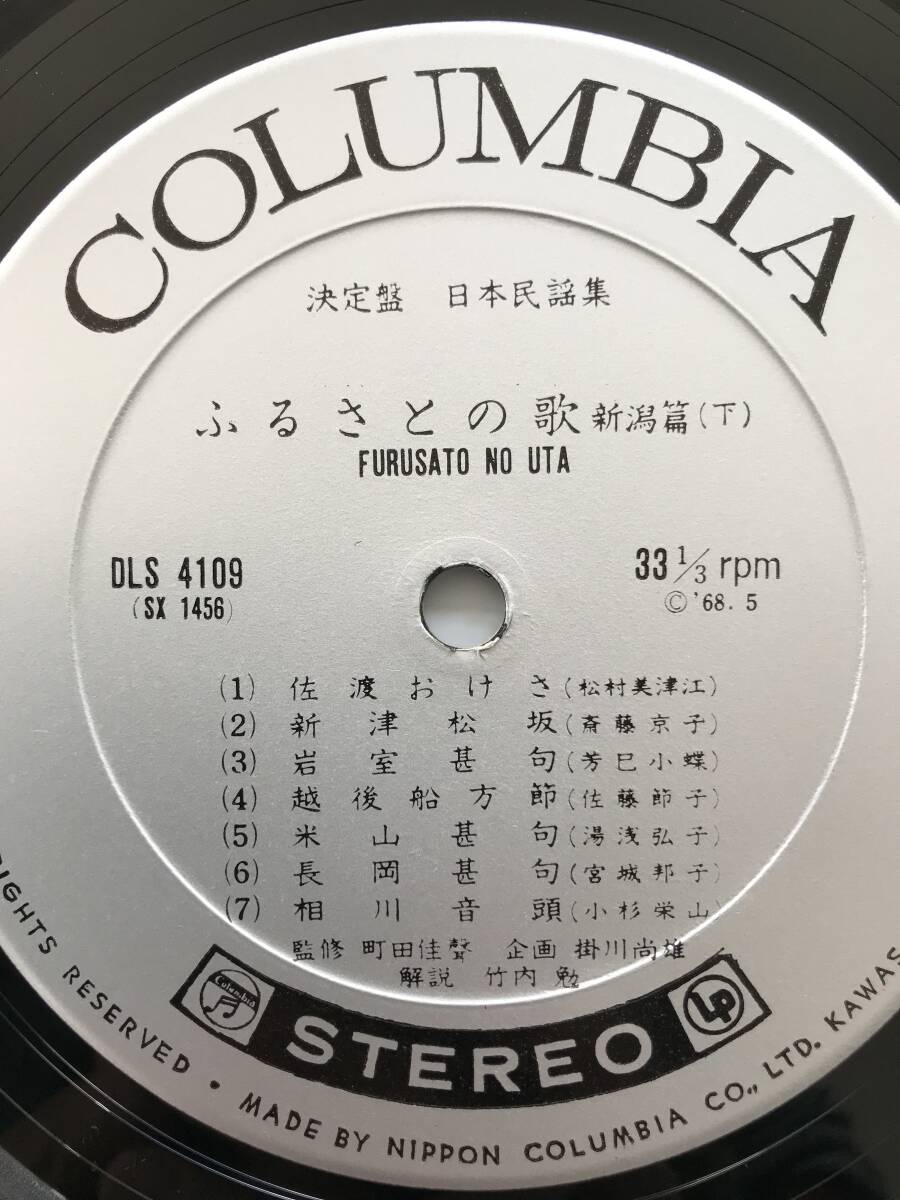 COLUMBIA
決定盤 日本民謡集
ふるさとの歌 新潟篇(下)
FURUSATO NO UTA
DLS 4109
(SX 1456)
33 1/3 rpm
©'68.5
(1) 佐渡おけさ(松村美津江)
(2) 新津松坂(斎藤京子)
(3) 岩室甚句(芳巳小蝶)
(4) 越後船方節(佐藤節子)
(5) 米山甚句(湯浅弘子)
(6) 長岡甚句(宮城邦子)
(7) 相川音頭(小杉栄山)
監修 町田佳聲 企画 掛川尚雄
解説 竹内勉
Columbia
STEREO
LP
RIGHTS RESERVED • MADE BY NIPPON COLUMBIA CO., LTD. KAWAS